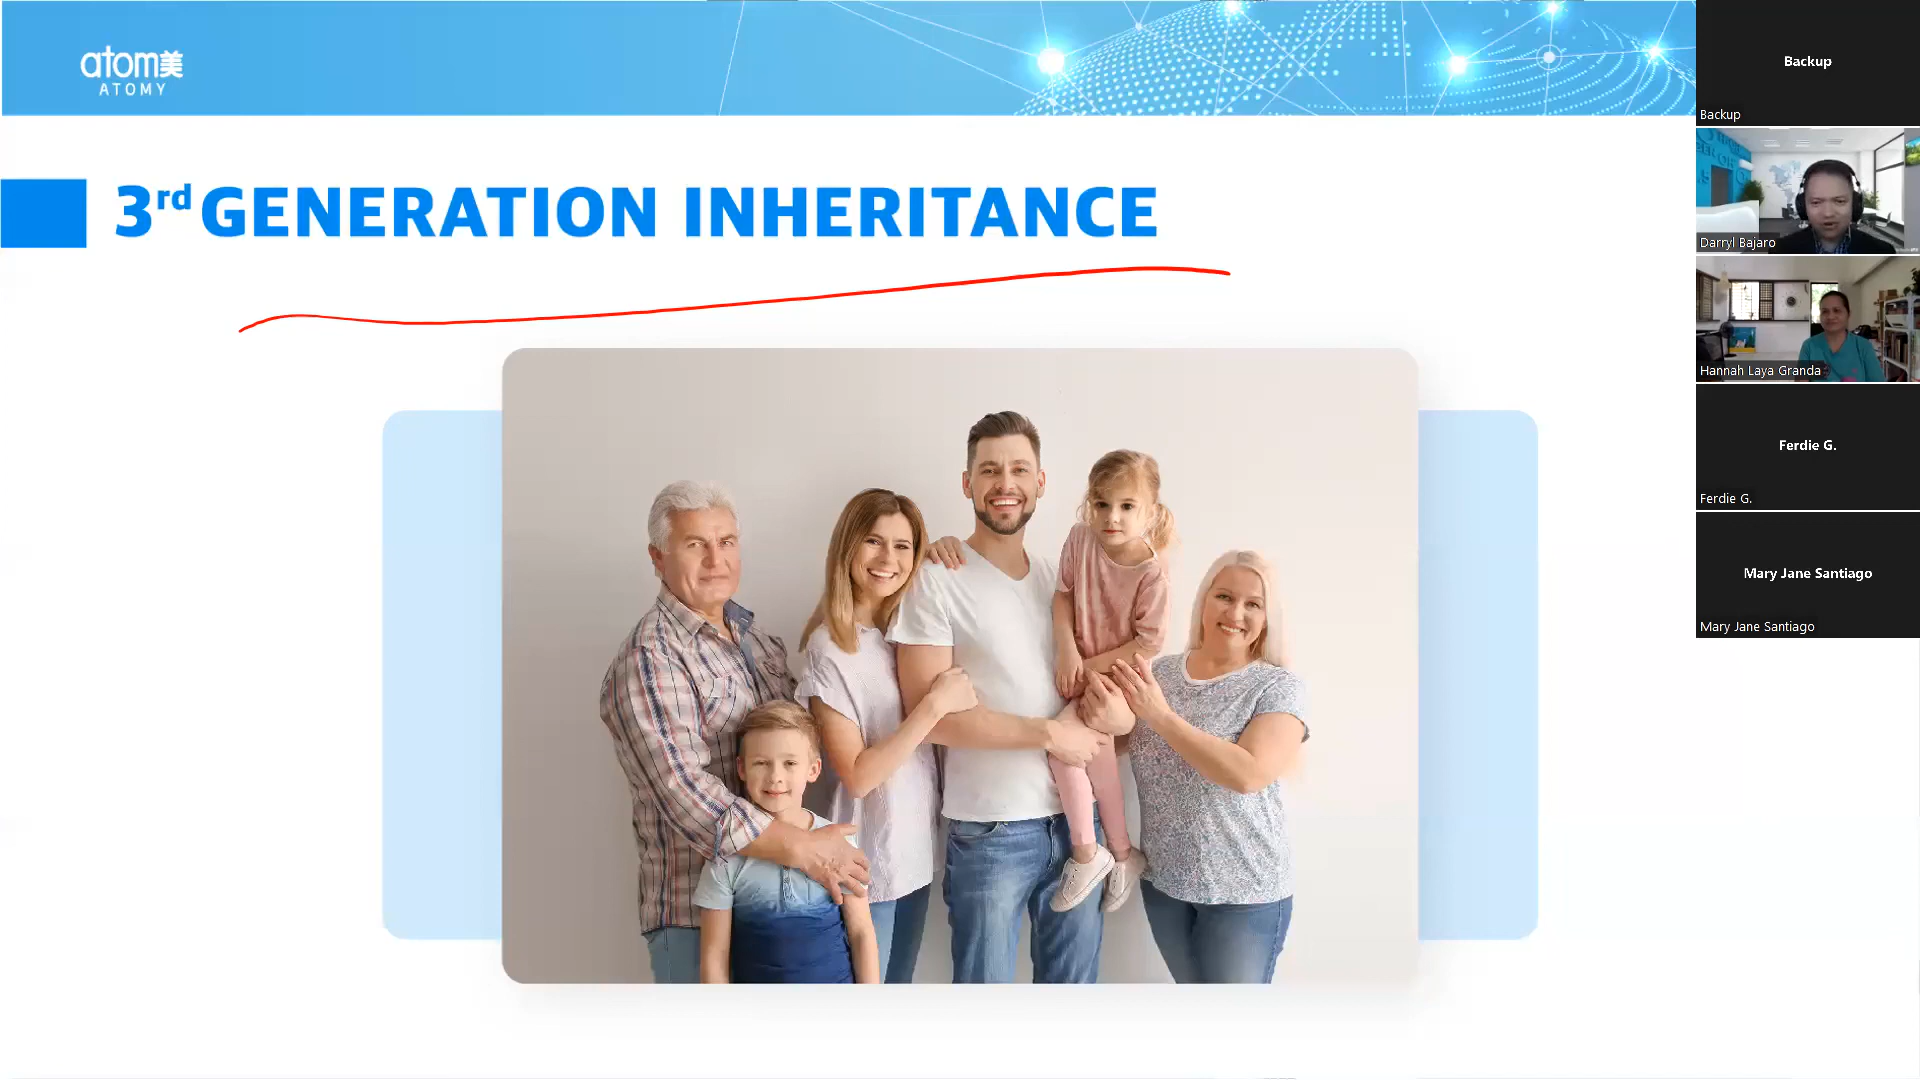 atom美
ATOMY
3rd GENERATION INHERITANCE
Backup
Backup
Darryl Bajaro
Hannah Laya Granda
Ferdie G.
Ferdie G.
Mary Jane Santiago
Mary Jane Santiago